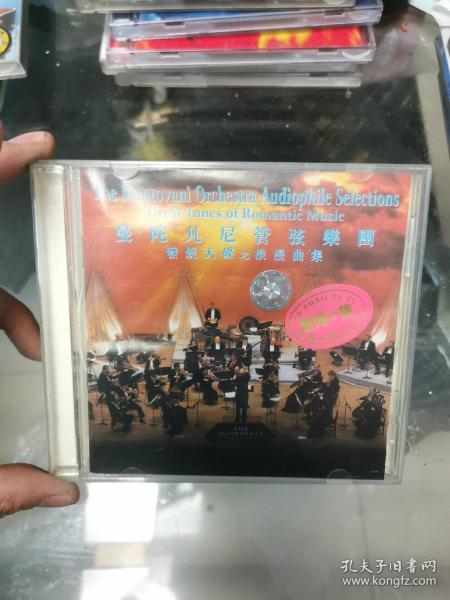 The Mantovani Orchestra Audiophile Selections
Great Tunes of Romantic Music
曼陀凡尼管弦樂團
發燒天碟之浪漫曲集
THE
孔夫子旧书网
www.kongfz.com